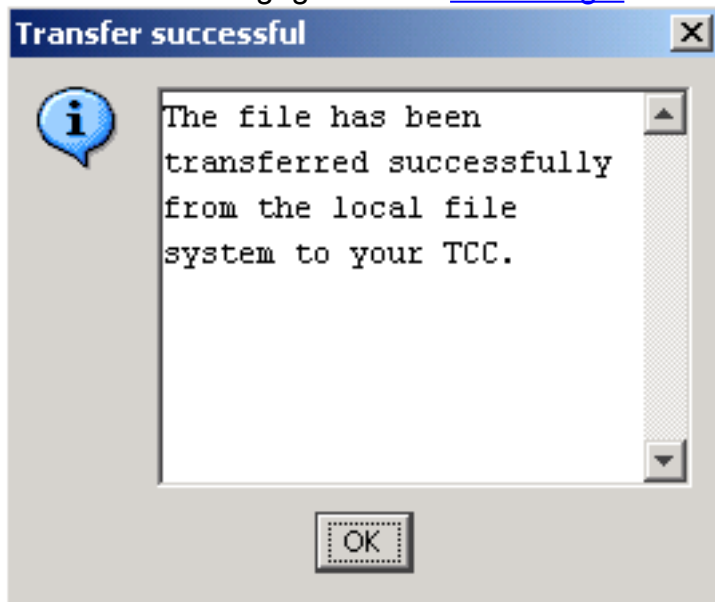 Transfer successful
i
The file has been
transferred successfully
from the local file
system to your TCC.
OK